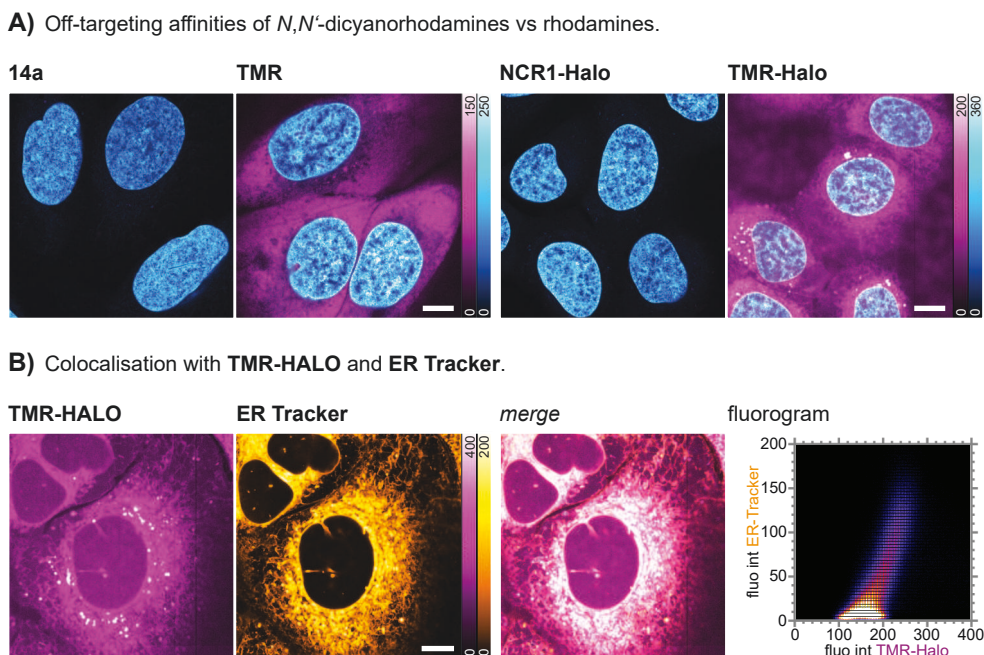 A) Off-targeting affinities of N,N‘-dicyanorhodamines vs rhodamines.
14a TMR NCR1-Halo TMR-Halo
150 250 200 360
0 0 0 0
B) Colocalisation with TMR-HALO and ER Tracker.
TMR-HALO ER Tracker merge fluorogram
400 200
0 0
200
150
100
50
0
fluo int ER-Tracker
0 100 200 300 400
fluo int TMR-Halo